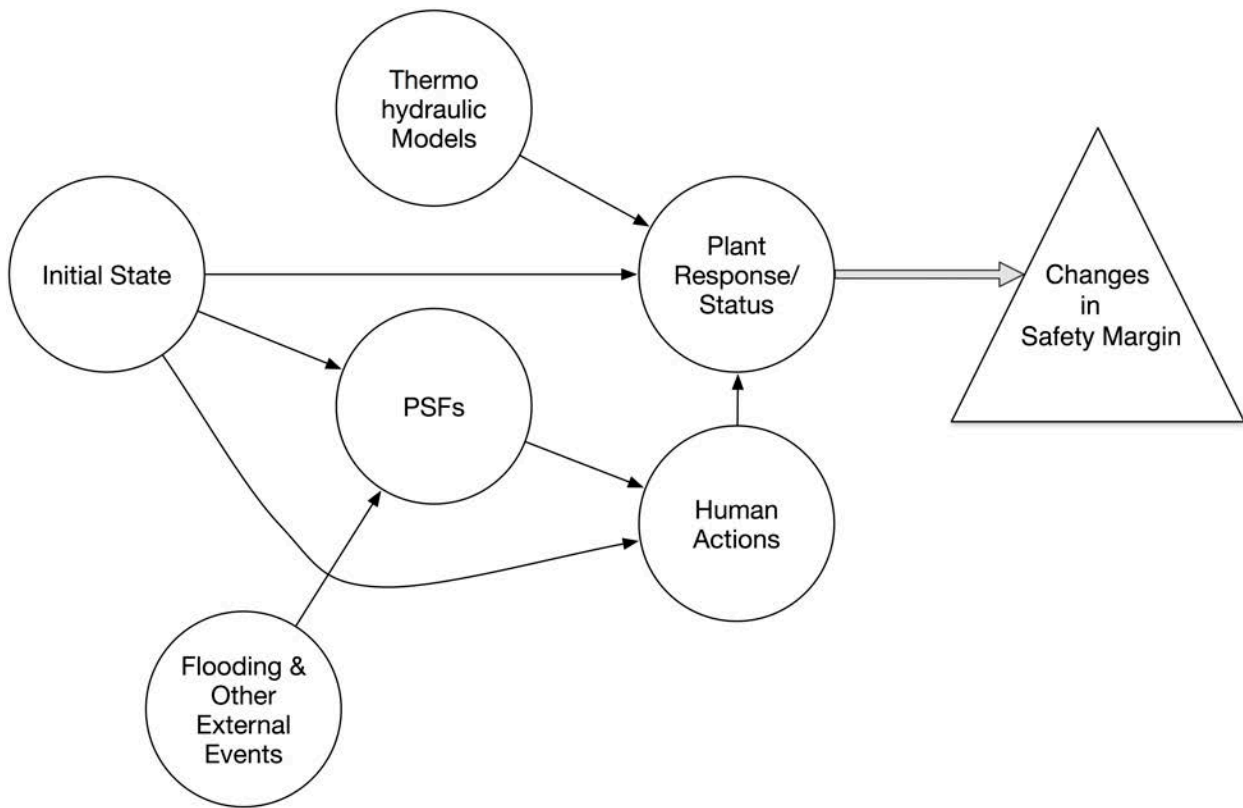 Thermo
hydraulic
Models
Initial State
Plant
Response/
Status
Changes
in
Safety Margin
PSFs
Human
Actions
Flooding &
Other
External
Events